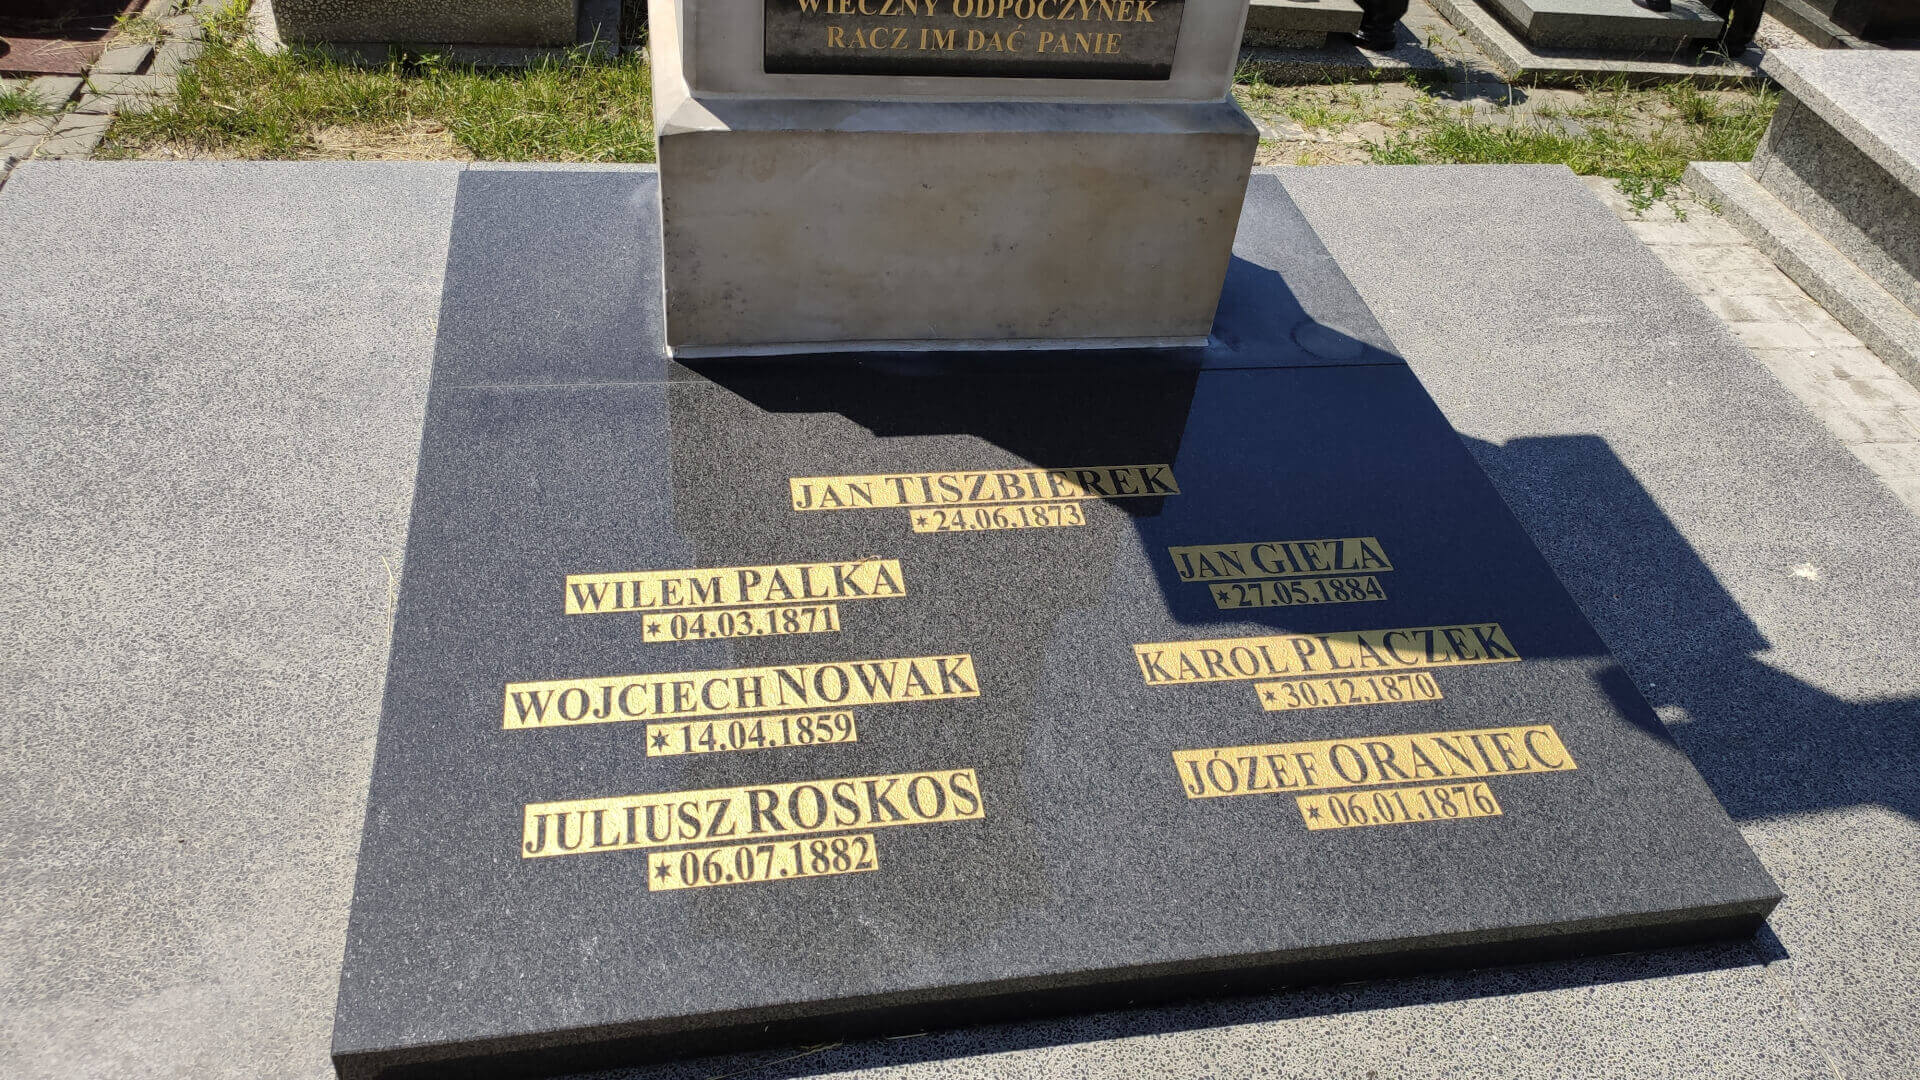 WIECZNY ODPOCZYNEK
RACZ IM DAĆ PANIE
JAN TISZBIEREK
*24.06.1873
WILEM PALKA
*04.03.1871
WOJCIECH NOWAK
*14.04.1859
JULIUSZ ROSKOS
*06.07.1882
JAN GIEZA
*27.05.1884
KAROL PLACZEK
*30.12.1870
JÓZEF ORANIEC
*06.01.1876